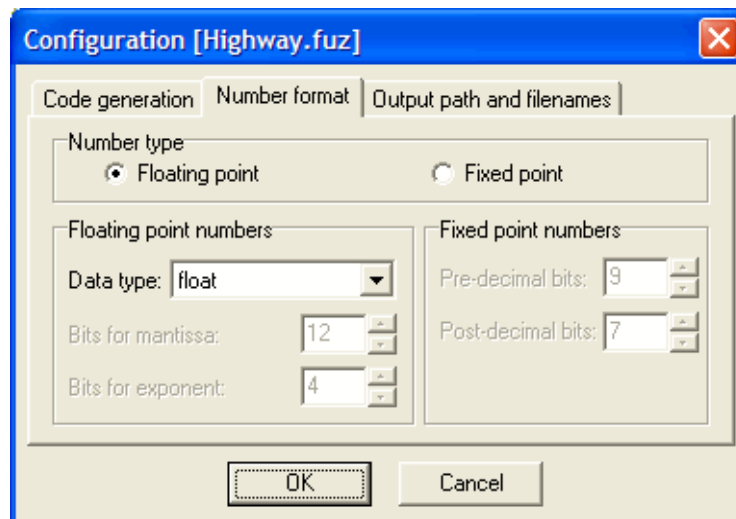 Configuration [Highway.fuz]
Code generation Number format Output path and filenames
Number type
Floating point Fixed point
Floating point numbers
Data type: float
Bits for mantissa: 12
Bits for exponent: 4
Fixed point numbers
Pre-decimal bits: 9
Post-decimal bits: 7
OK Cancel